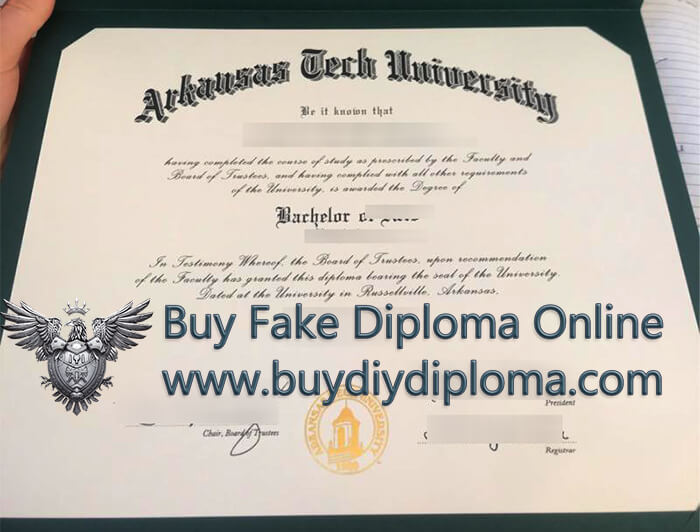 Arkansas Tech University
Be it known that
having completed the course of study as prescribed by the Faculty and
Board of Trustees, and having complied with all other requirements
of the University, is awarded the Degree of
Bachelor
In Testimony Whereof, the Board of Trustees, upon recommendation
of the Faculty has granted this diploma bearing the seal of the University.
Dated at the University in Russellville, Arkansas,
Buy Fake Diploma Online
www.buydiydiploma.com
President
Chair, Board of Trustees
ARKANSAS TECH UNIVERSITY
Registrar